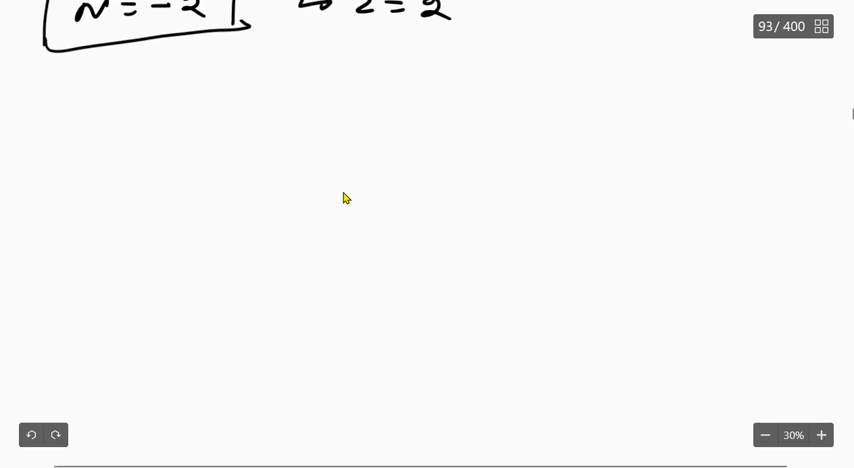 = -2 = 2
93/ 400
30%